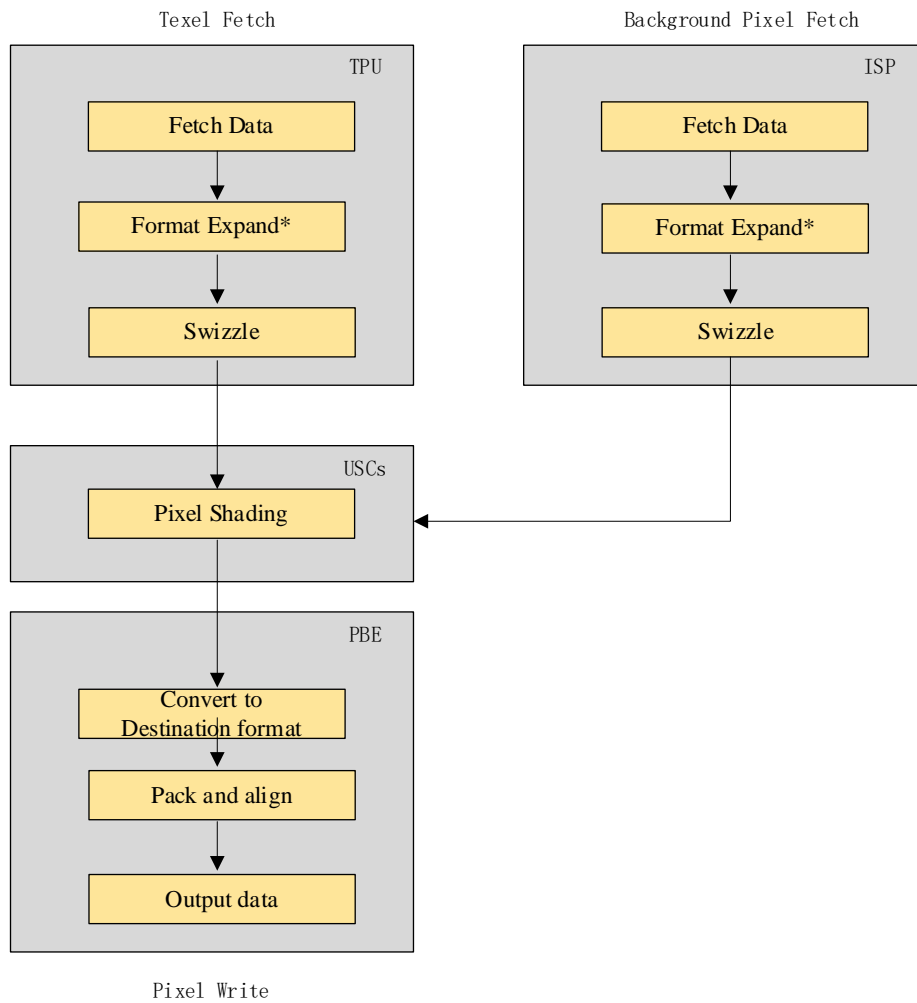 Texel Fetch
Background Pixel Fetch
TPU
Fetch Data
Format Expand*
Swizzle
ISP
Fetch Data
Format Expand*
Swizzle
USCs
Pixel Shading
PBE
Convert to
Destination format
Pack and align
Output data
Pixel Write